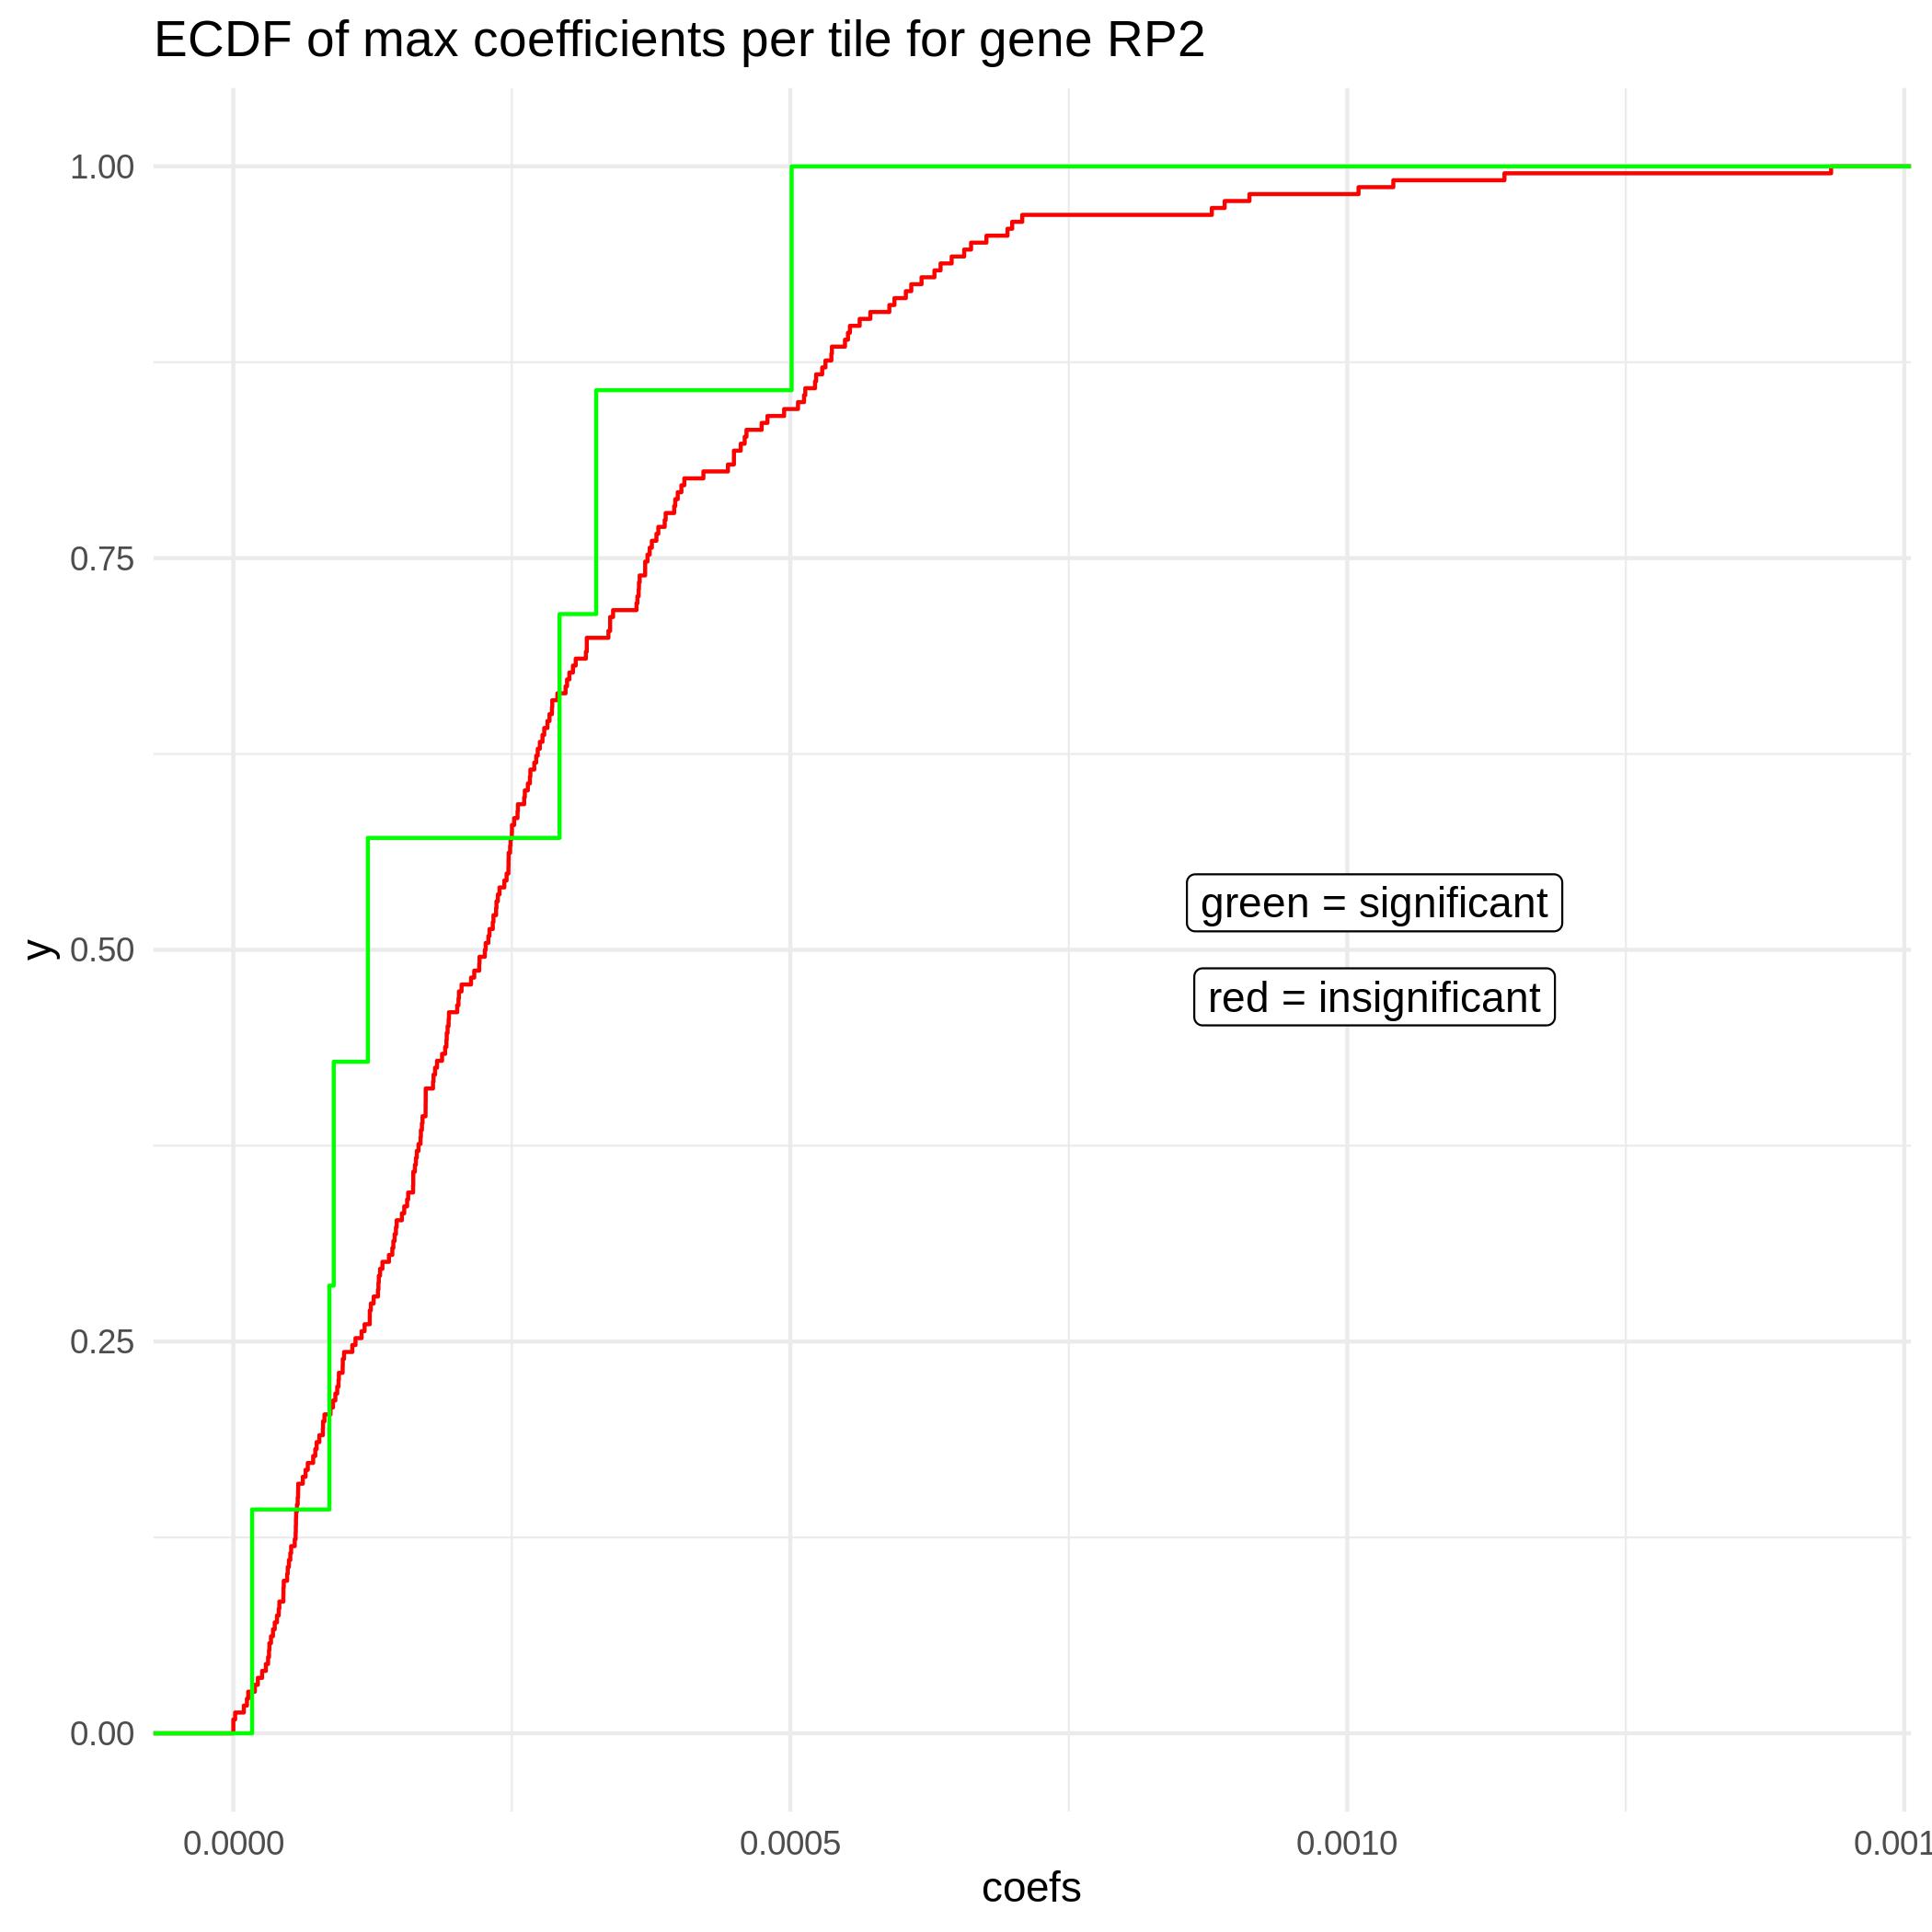 ECDF of max coefficients per tile for gene RP2
1.00
0.75
0.50
0.25
0.00
y
green = significant
red = insignificant
0.0000
0.0005
0.0010
0.001
coefs